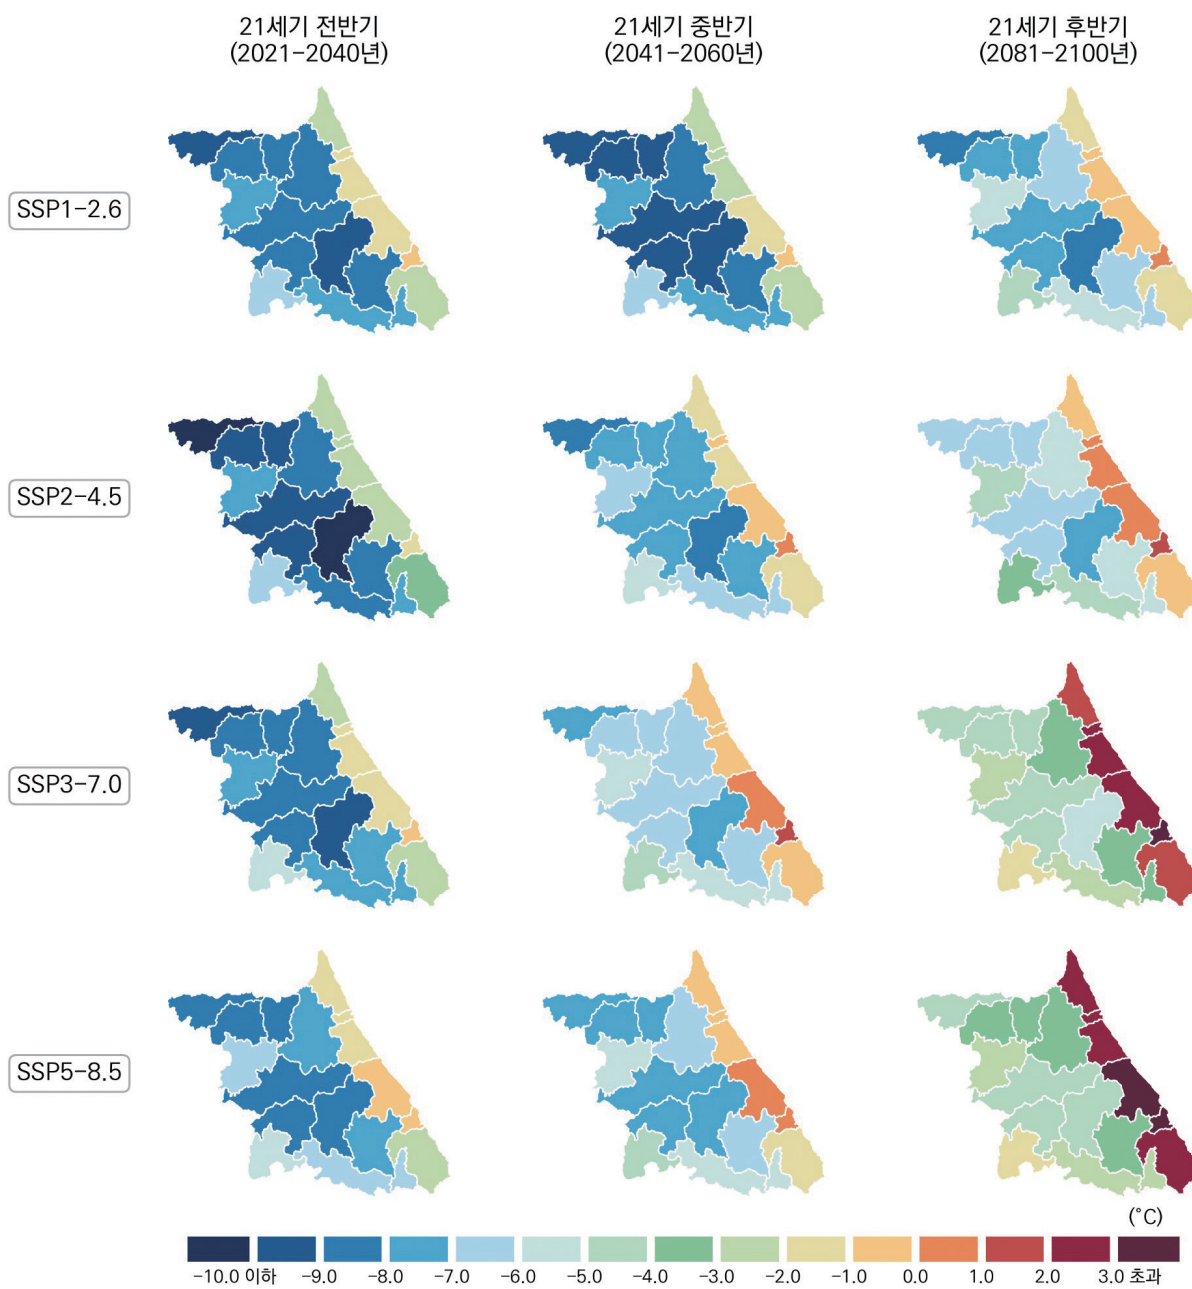 21세기 전반기
(2021-2040년)
21세기 중반기
(2041-2060년)
21세기 후반기
(2081-2100년)
SSP1-2.6
SSP2-4.5
SSP3-7.0
SSP5-8.5
(°C)
-10.0 이하 -9.0 -8.0 -7.0 -6.0 -5.0 -4.0 -3.0 -2.0 -1.0 0.0 1.0 2.0 3.0 초과